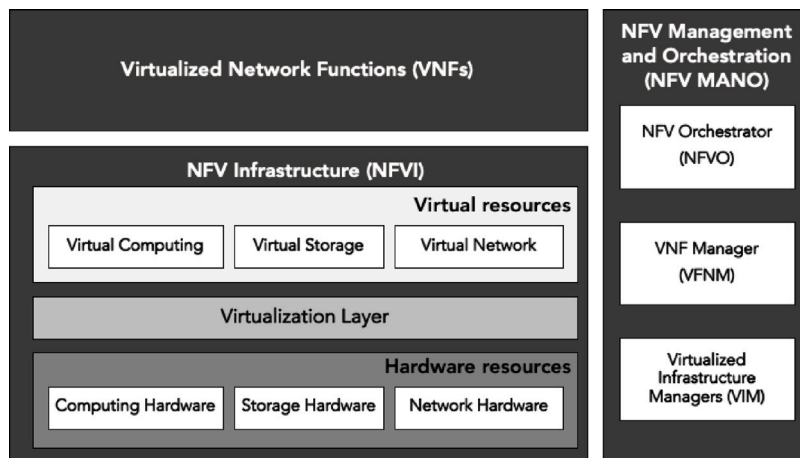 Virtualized Network Functions (VNFs)
NFV Infrastructure (NFVI)
Virtual resources
Virtual Computing
Virtual Storage
Virtual Network
Virtualization Layer
Hardware resources
Computing Hardware
Storage Hardware
Network Hardware
NFV Management
and Orchestration
(NFV MANO)
NFV Orchestrator
(NFVO)
VNF Manager
(VFNM)
Virtualized
Infrastructure
Managers (VIM)